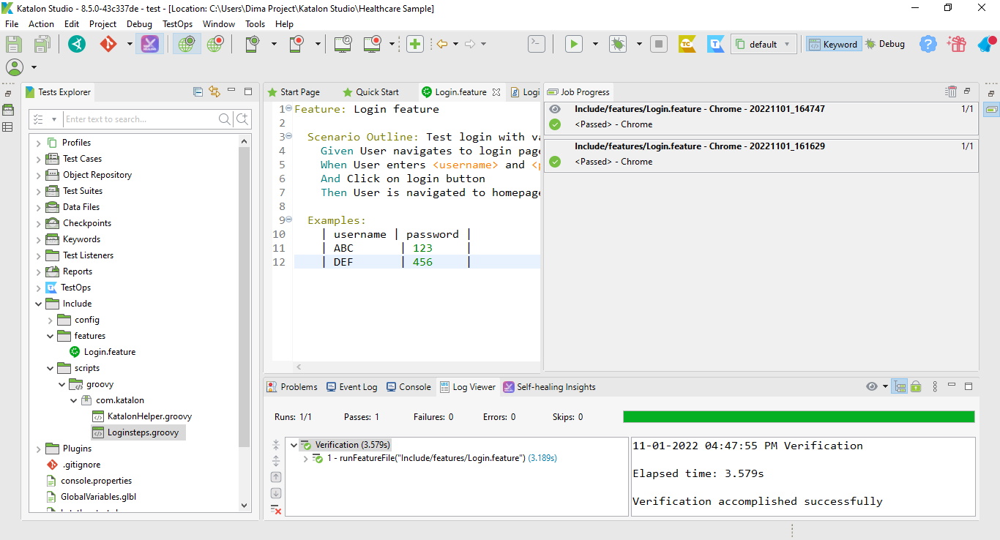 Katalon Studio - 8.5.0-43c337de - test - [Location: C:\Users\Dima Project\Katalon Studio\Healthcare Sample]
File Action Edit Project Debug TestOps Window Tools Help
default
Keyword
Debug
Tests Explorer
Enter text to search...
Profiles
Test Cases
Object Repository
Test Suites
Data Files
Checkpoints
Keywords
Test Listeners
Reports
TestOps
Include
config
features
Login.feature
scripts
groovy
com.katalon
KatalonHelper.groovy
Loginsteps.groovy
Plugins
.gitignore
console.properties
GlobalVariables.glbl
Start Page Quick Start Login.feature Logi
1 Feature: Login feature
2
3 Scenario Outline: Test login with va
4 Given User navigates to login page
5 When User enters <username> and <p
6 And Click on login button
7 Then User is navigated to homepage
8
9 Examples:
10 | username | password |
11 | ABC | 123 |
12 | DEF | 456 |
Job Progress
Include/features/Login.feature - Chrome - 20221101_164747 1/1
<Passed> - Chrome
Include/features/Login.feature - Chrome - 20221101_161629 1/1
<Passed> - Chrome
Problems Event Log Console Log Viewer Self-healing Insights
Runs: 1/1 Passes: 1 Failures: 0 Errors: 0 Skips: 0
Verification (3.579s)
1 - runFeatureFile("Include/features/Login.feature") (3.189s)
11-01-2022 04:47:55 PM Verification
Elapsed time: 3.579s
Verification accomplished successfully